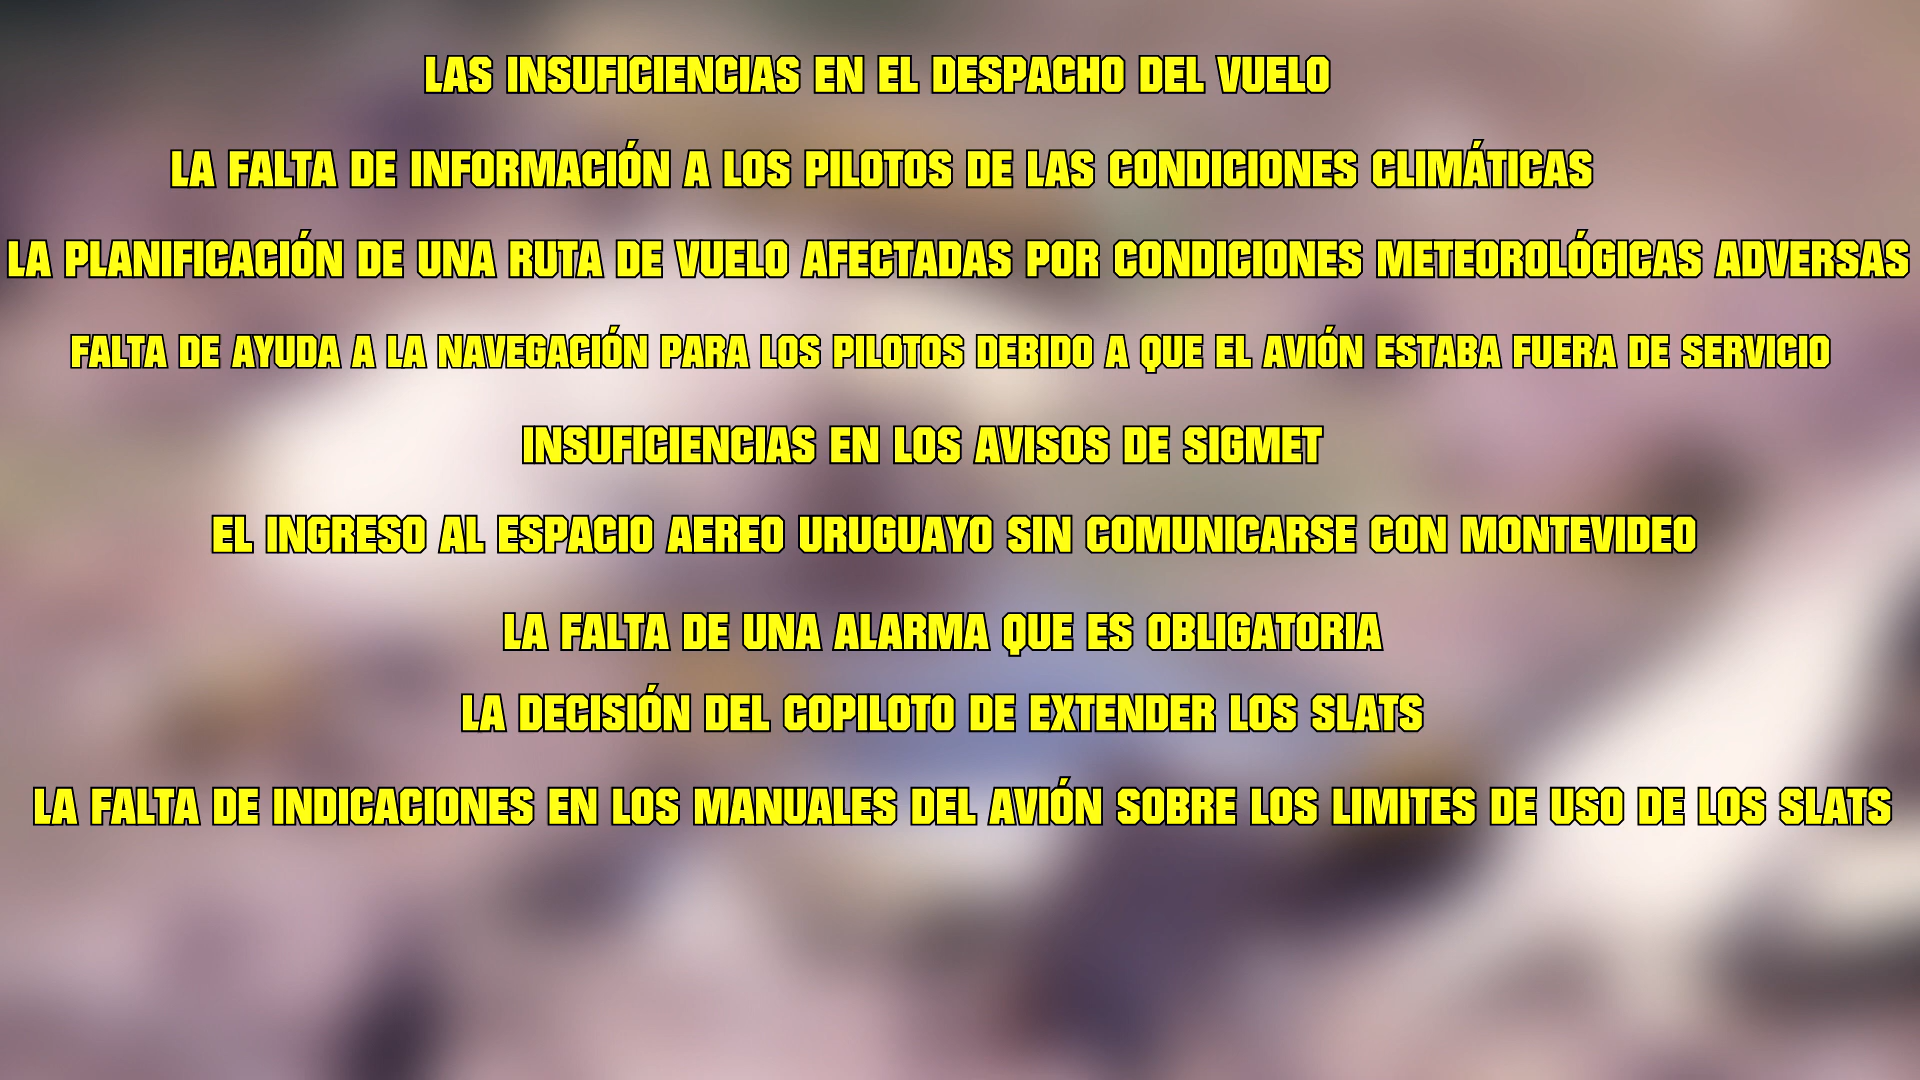 LAS INSUFICIENCIAS EN EL DESPACHO DEL VUELO
LA FALTA DE INFORMACIÓN A LOS PILOTOS DE LAS CONDICIONES CLIMÁTICAS
LA PLANIFICACIÓN DE UNA RUTA DE VUELO AFECTADAS POR CONDICIONES METEOROLÓGICAS ADVERSAS
FALTA DE AYUDA A LA NAVEGACIÓN PARA LOS PILOTOS DEBIDO A QUE EL AVIÓN ESTABA FUERA DE SERVICIO
INSUFICIENCIAS EN LOS AVISOS DE SIGMET
EL INGRESO AL ESPACIO AEREO URUGUAYO SIN COMUNICARSE CON MONTEVIDEO
LA FALTA DE UNA ALARMA QUE ES OBLIGATORIA
LA DECISIÓN DEL COPILOTO DE EXTENDER LOS SLATS
LA FALTA DE INDICACIONES EN LOS MANUALES DEL AVIÓN SOBRE LOS LIMITES DE USO DE LOS SLATS